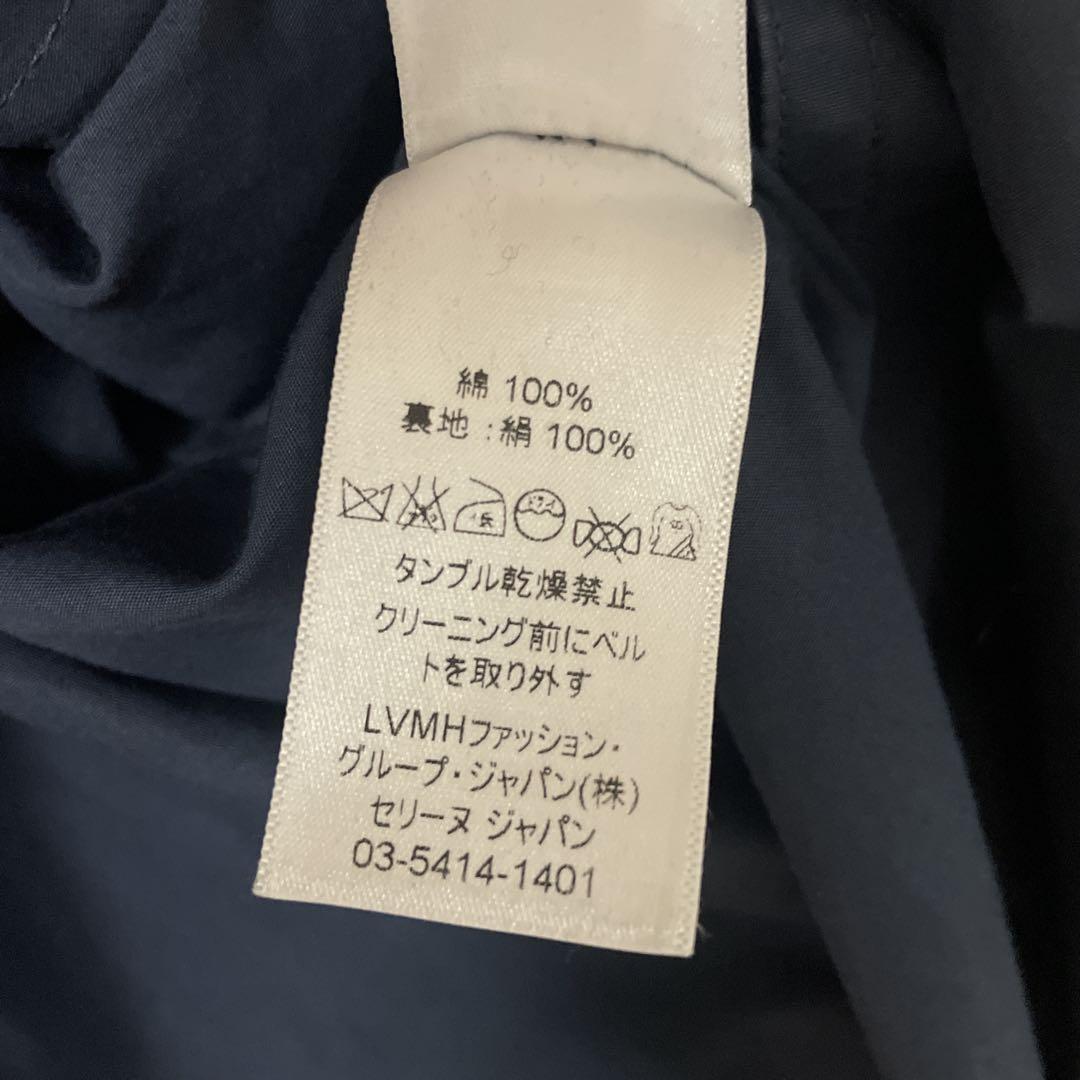 綿 100%
裏地 : 絹 100%
タンブル乾燥禁止
クリーニング前にベル
トを取り外す
LVMHファッション・
グループ・ジャパン(株)
セリーヌ ジャパン
03-5414-1401